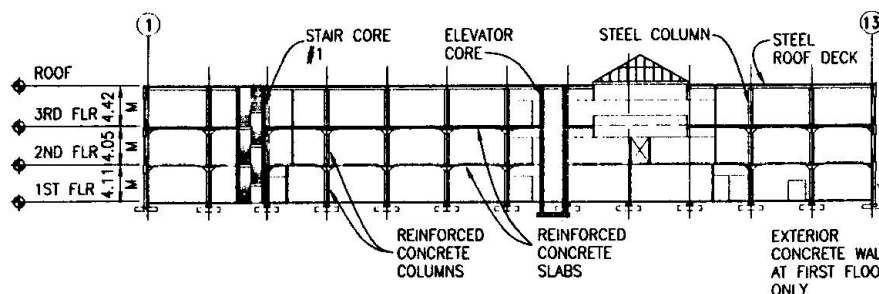 1
13
STAIR CORE
#1
ELEVATOR
CORE
STEEL COLUMN
STEEL
ROOF DECK
ROOF
4.42
M
3RD FLR
4.05
M
2ND FLR
4.11
M
1ST FLR
REINFORCED
CONCRETE
COLUMNS
REINFORCED
CONCRETE
SLABS
EXTERIOR
CONCRETE WAL
AT FIRST FLOO
ONLY